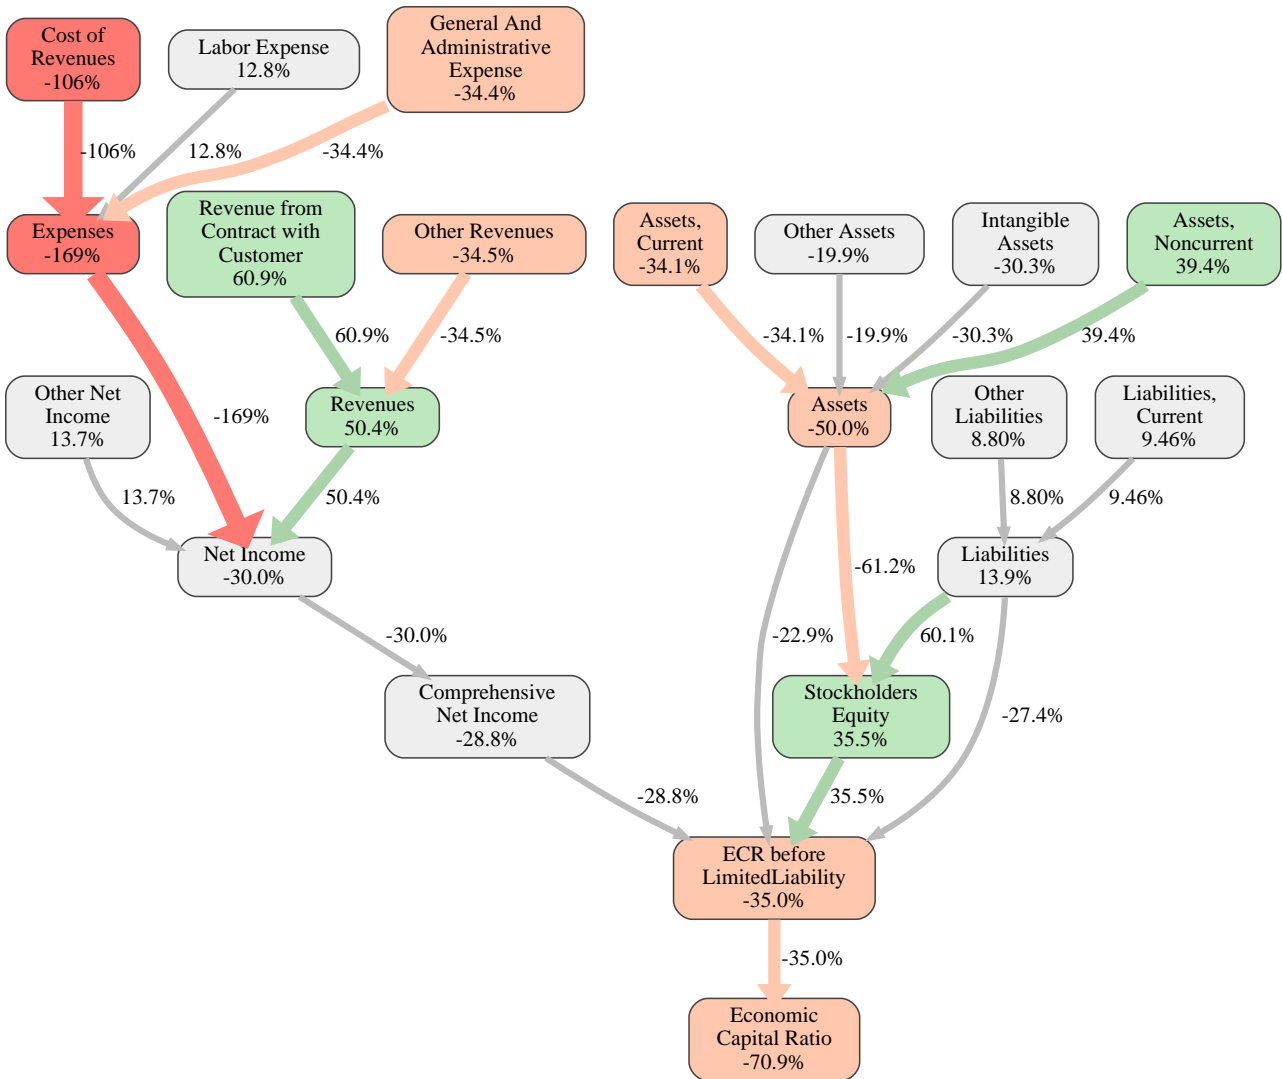 Cost of
Revenues
-106%
Labor Expense
12.8%
General And
Administrative
Expense
-34.4%
-106%
12.8%
-34.4%
Expenses
-169%
Revenue from
Contract with
Customer
60.9%
Other Revenues
-34.5%
Assets,
Current
-34.1%
Other Assets
-19.9%
Intangible
Assets
-30.3%
Assets,
Noncurrent
39.4%
60.9%
-34.5%
-34.1%
-19.9%
-30.3%
39.4%
Other Net
Income
13.7%
-169%
Revenues
50.4%
Assets
-50.0%
Other
Liabilities
8.80%
Liabilities,
Current
9.46%
13.7%
50.4%
8.80%
9.46%
Net Income
-30.0%
-61.2%
Liabilities
13.9%
-30.0%
-22.9%
60.1%
Comprehensive
Net Income
-28.8%
Stockholders
Equity
35.5%
-27.4%
-28.8%
35.5%
ECR before
LimitedLiability
-35.0%
-35.0%
Economic
Capital Ratio
-70.9%